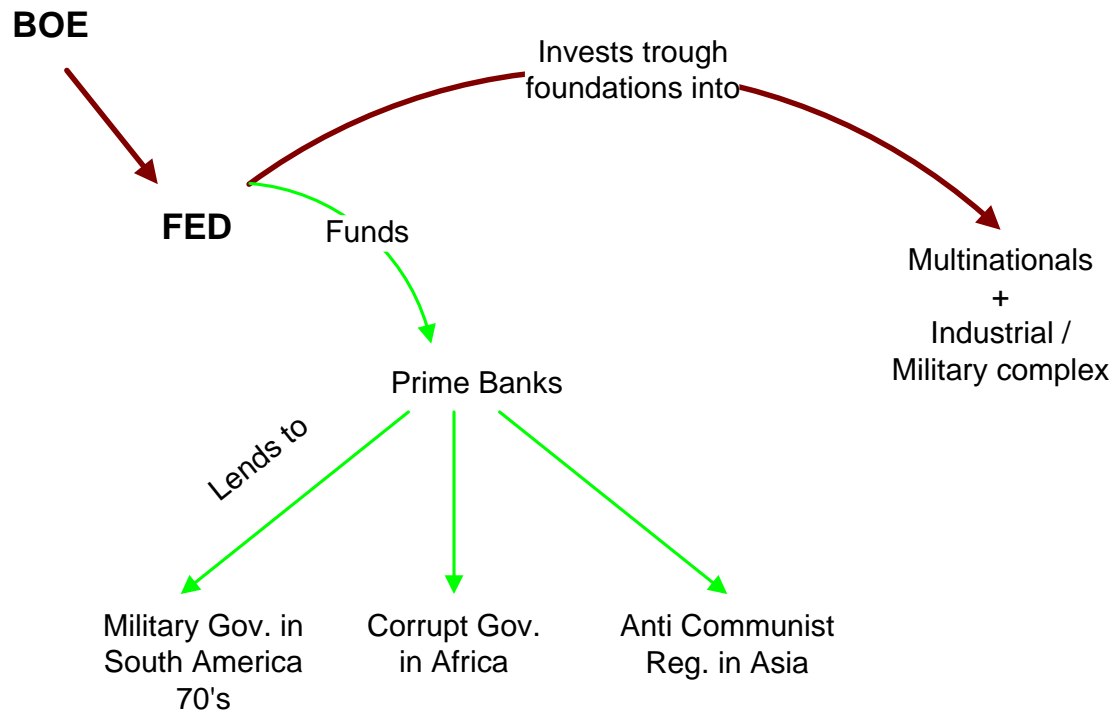 BOE
Invests trough
foundations into
FED
Funds
Multinationals
+
Industrial /
Military complex
Prime Banks
Lends to
Military Gov. in
South America
70's
Corrupt Gov.
in Africa
Anti Communist
Reg. in Asia